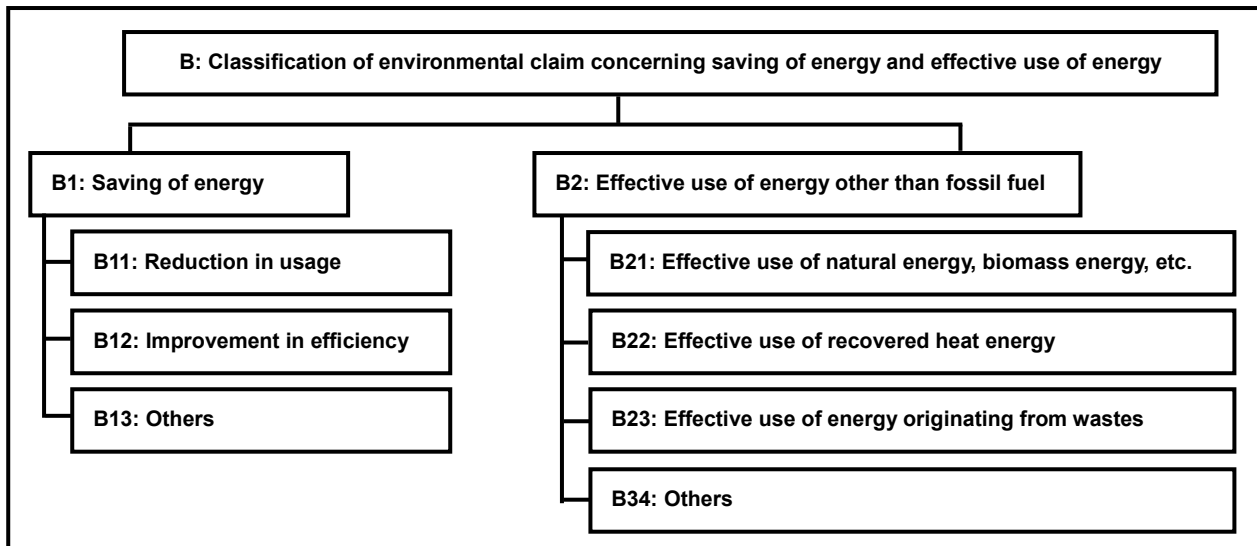 B: Classification of environmental claim concerning saving of energy and effective use of energy
B1: Saving of energy
B11: Reduction in usage
B12: Improvement in efficiency
B13: Others
B2: Effective use of energy other than fossil fuel
B21: Effective use of natural energy, biomass energy, etc.
B22: Effective use of recovered heat energy
B23: Effective use of energy originating from wastes
B34: Others